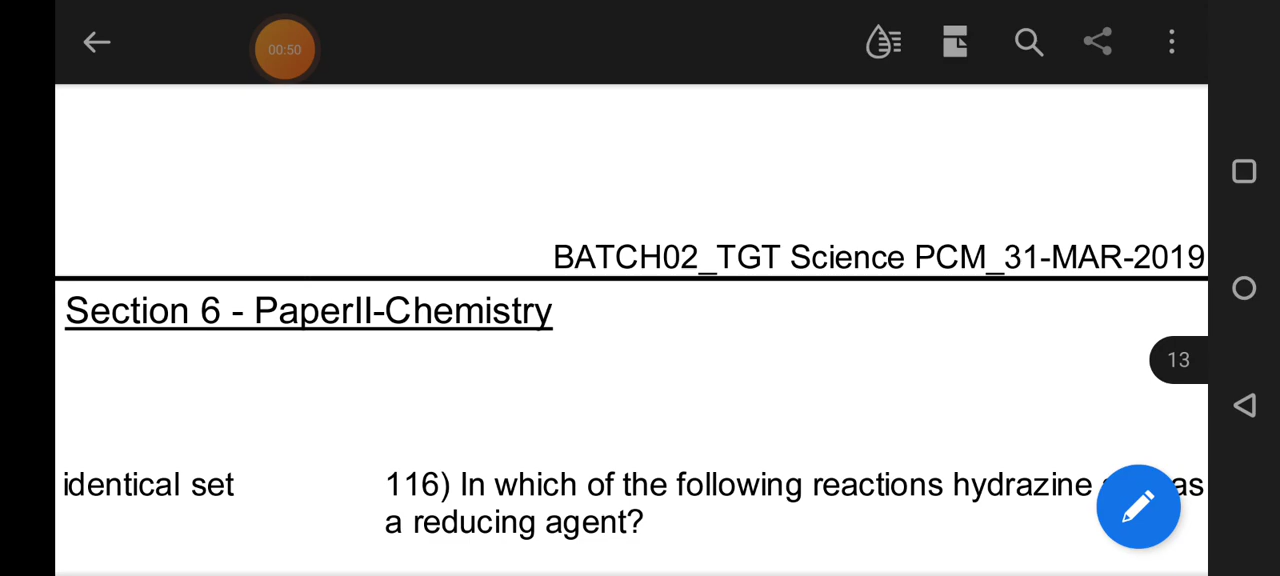 00:50
BATCH02_TGT Science PCM_31-MAR-2019
Section 6 - PaperII-Chemistry
13
identical set
116) In which of the following reactions hydrazine as
a reducing agent?